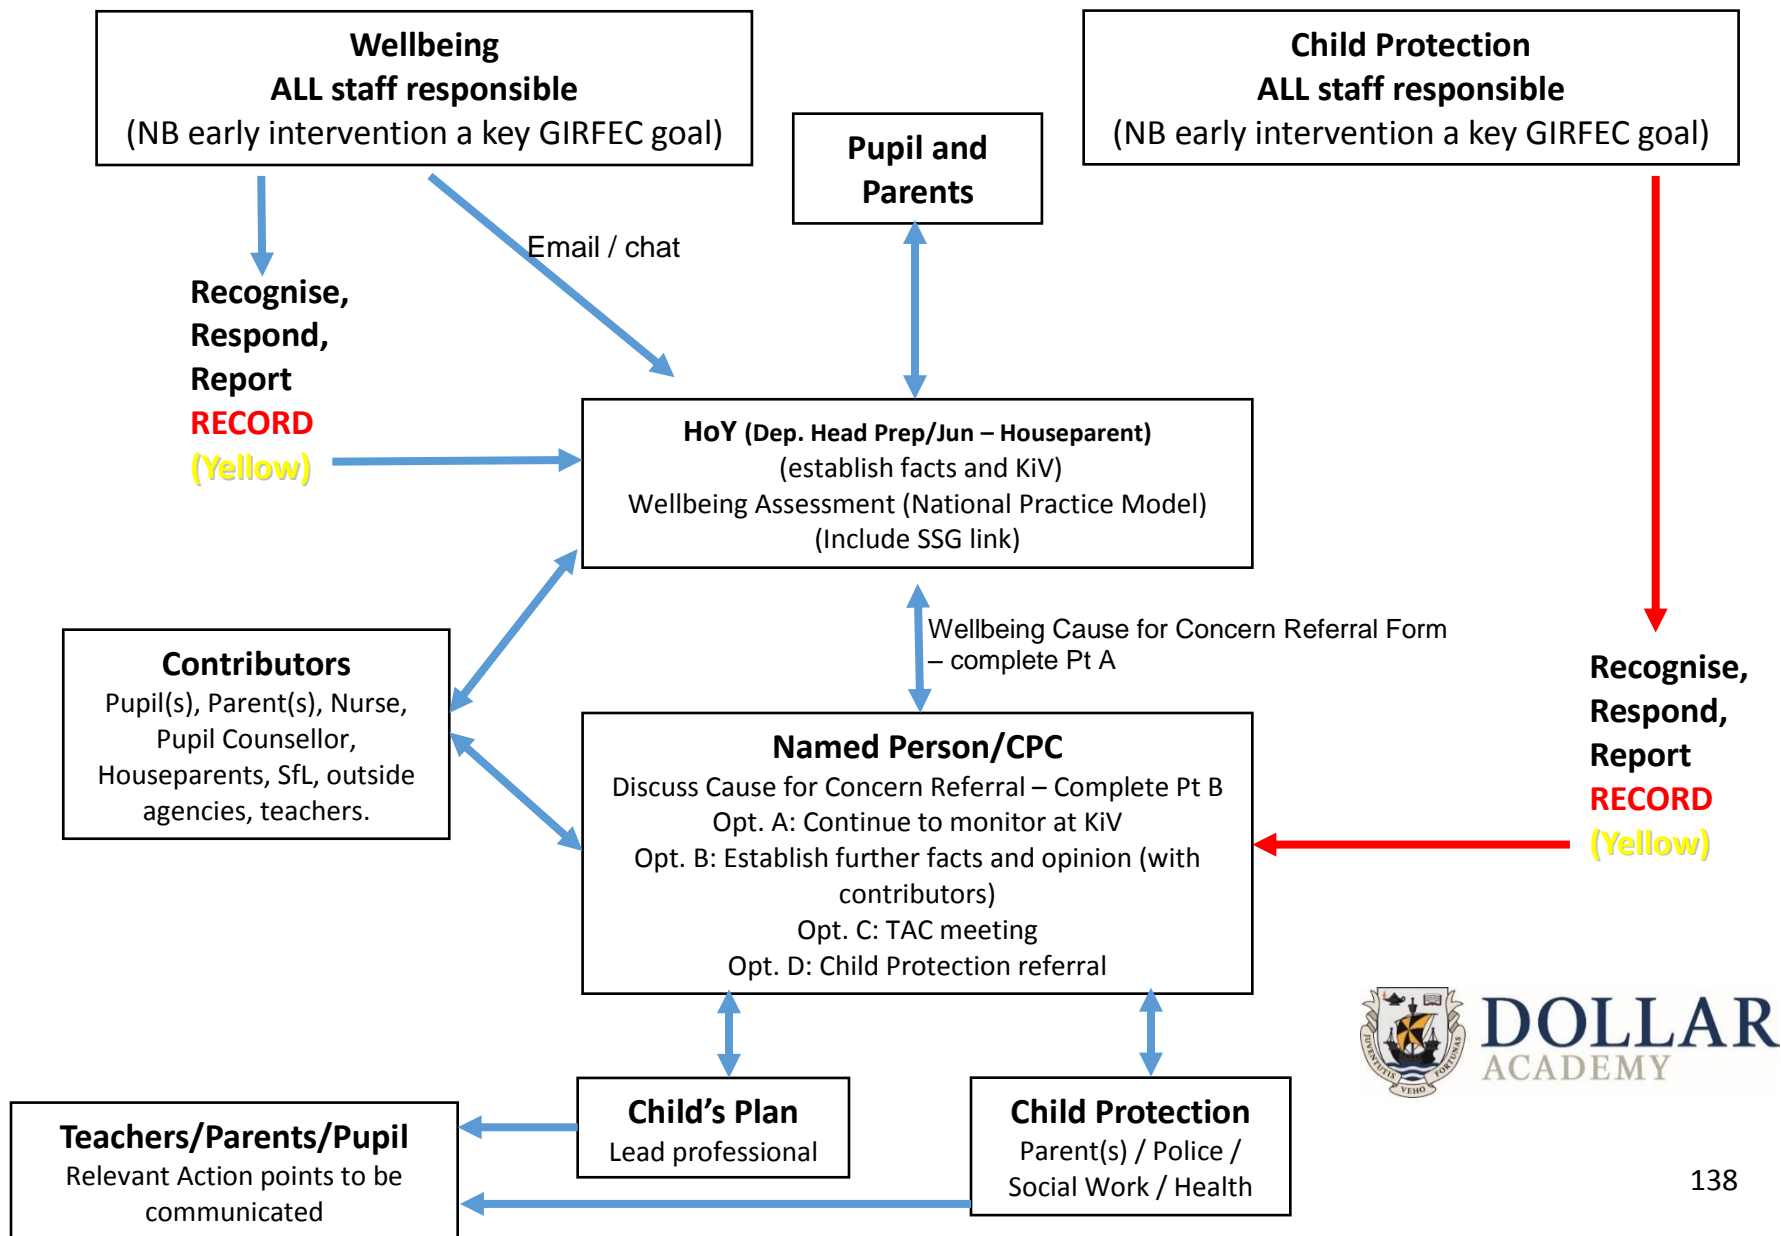 Wellbeing
ALL staff responsible
(NB early intervention a key GIRFEC goal)
Child Protection
ALL staff responsible
(NB early intervention a key GIRFEC goal)
Pupil and
Parents
Email / chat
Recognise,
Respond,
Report
RECORD
(Yellow)
HoY (Dep. Head Prep/Jun – Houseparent)
(establish facts and KiV)
Wellbeing Assessment (National Practice Model)
(Include SSG link)
Wellbeing Cause for Concern Referral Form
– complete Pt A
Contributors
Pupil(s), Parent(s), Nurse,
Pupil Counsellor,
Houseparents, SfL, outside
agencies, teachers.
Named Person/CPC
Discuss Cause for Concern Referral – Complete Pt B
Opt. A: Continue to monitor at KiV
Opt. B: Establish further facts and opinion (with
contributors)
Opt. C: TAC meeting
Opt. D: Child Protection referral
Recognise,
Respond,
Report
RECORD
(Yellow)
JUVENTUTIS VEHO FORTUNAS
DOLLAR
ACADEMY
Child’s Plan
Lead professional
Child Protection
Parent(s) / Police /
Social Work / Health
Teachers/Parents/Pupil
Relevant Action points to be
communicated
138